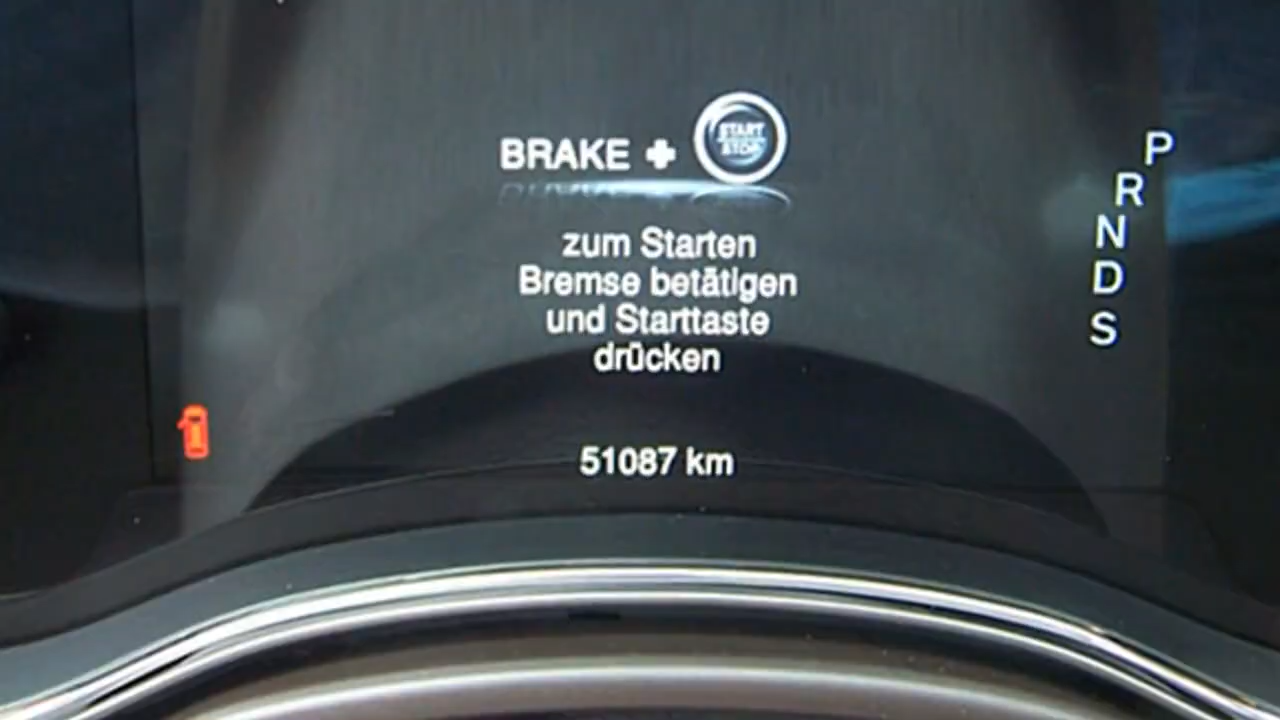 BRAKE + START STOP
zum Starten
Bremse betätigen
und Starttaste
drücken
51087 km
P
R
N
D
S